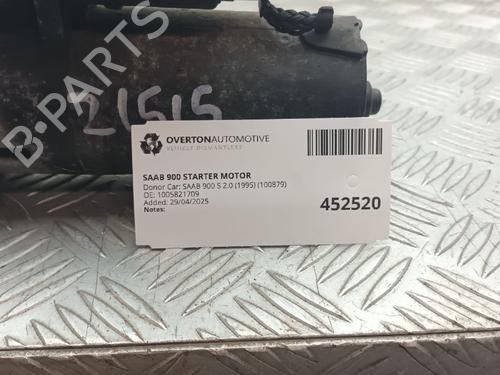 B-PARTS
21515
OVERTONAUTOMOTIVE
VEHICLE DISMANTLERS
SAAB 900 STARTER MOTOR
Donor Car: SAAB 900 S 2.0 (1995) (100879)
OE: 1005821709
Added: 29/04/2025
Notes:
452520